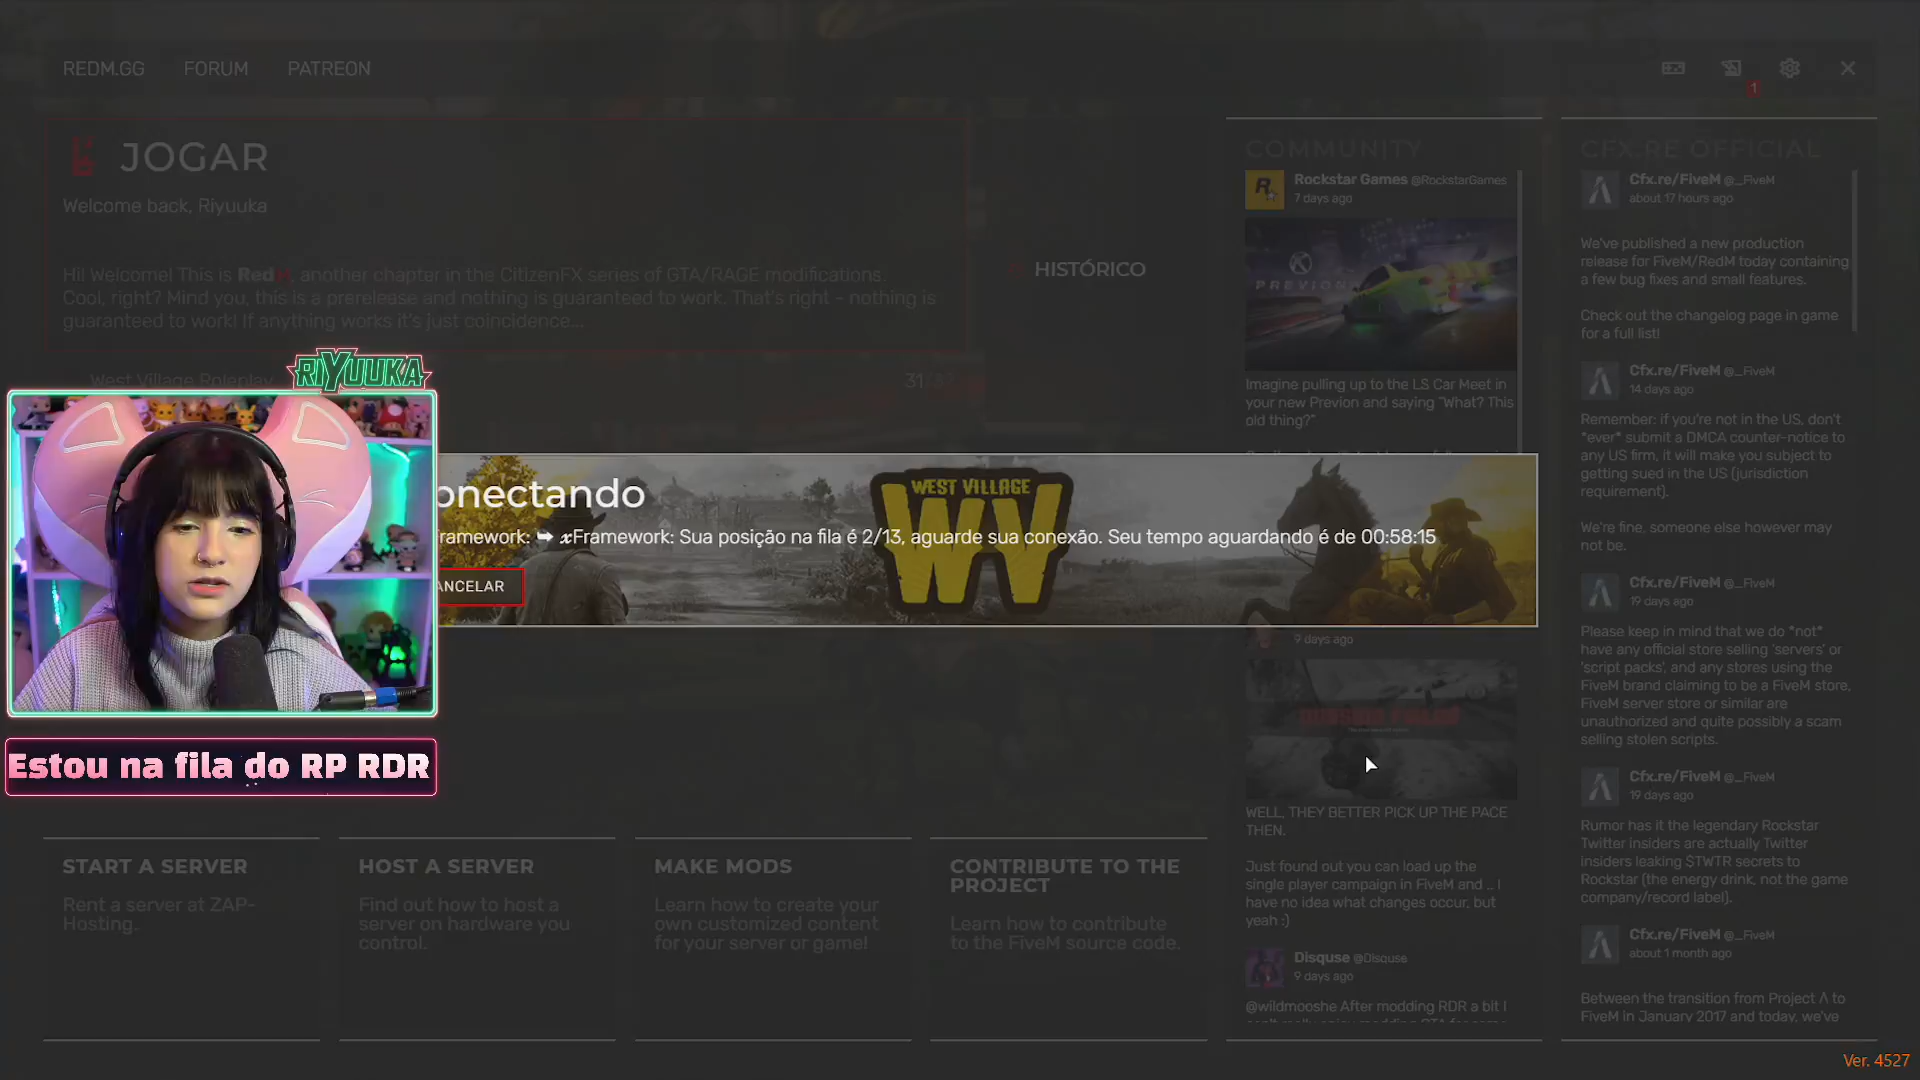 REDM.GG FORUM PATREON
1
JOGAR
Welcome back, Riyuuka
Hi! Welcome! This is RedM, another chapter in the CitizenFX series of GTA/RAGE modifications.
Cool, right? Mind you, this is a prerelease and nothing is guaranteed to work. That's right - nothing is
guaranteed to work! If anything works it's just coincidence...
West Village Roleplay
HISTÓRICO
RIYUUKA
Estou na fila do RP RDR
onectando
ramework: ➥ xFramework: Sua posição na fila é 2/13, aguarde sua conexão. Seu tempo aguardando é de 00:58:15
ANCELAR
WEST VILLAGE
WV
START A SERVER
Rent a server at ZAP-
Hosting.
HOST A SERVER
Find out how to host a
server on hardware you
control.
MAKE MODS
Learn how to create your
own customized content
for your server or game!
CONTRIBUTE TO THE
PROJECT
Learn how to contribute
to the FiveM source code.
COMMUNITY
Rockstar Games @RockstarGames
7 days ago
PREVION
Imagine pulling up to the LS Car Meet in
your new Previon and saying "What? This
old thing?"
9 days ago
WELL, THEY BETTER PICK UP THE PACE
THEN.
Just found out you can load up the
single player campaign in FiveM and .. I
have no idea what changes occur, but
yeah :)
Disquse @Disquse
9 days ago
@wildmooshe After modding RDR a bit I
CFX.RE OFFICIAL
Cfx.re/FiveM @_FiveM
about 17 hours ago
We've published a new production
release for FiveM/RedM today containing
a few bug fixes and small features.
Check out the changelog page in game
for a full list!
Cfx.re/FiveM @_FiveM
14 days ago
Remember: if you're not in the US, don't
*ever* submit a DMCA counter-notice to
any US firm, it will make you subject to
getting sued in the US (jurisdiction
requirement).
We're fine, someone else however may
not be.
Cfx.re/FiveM @_FiveM
19 days ago
Please keep in mind that we do *not*
have any official store selling 'servers' or
'script packs', and any stores using the
FiveM brand claiming to be a FiveM store,
FiveM server store or similar are
unauthorized and quite possibly a scam
selling stolen scripts.
Cfx.re/FiveM @_FiveM
19 days ago
Rumor has it the legendary Rockstar
Twitter insiders are actually Twitter
insiders leaking $TWTR secrets to
Rockstar (the energy drink, not the game
company/record label).
Cfx.re/FiveM @_FiveM
about 1 month ago
Between the transition from Project Λ to
FiveM in January 2017 and today, we've
Ver. 4527